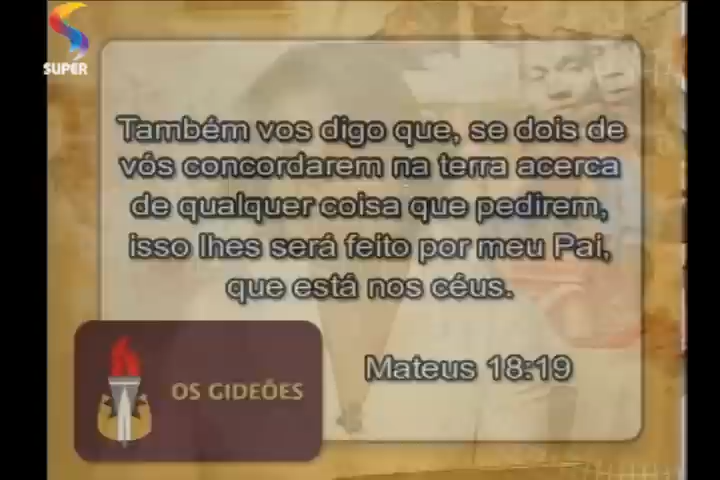 SUPER
Também vos digo que, se dois de
vós concordarem na terra acerca
de qualquer coisa que pedirem,
isso lhes será feito por meu Pai,
que está nos céus.
Mateus 18:19
OS GIDEÕES